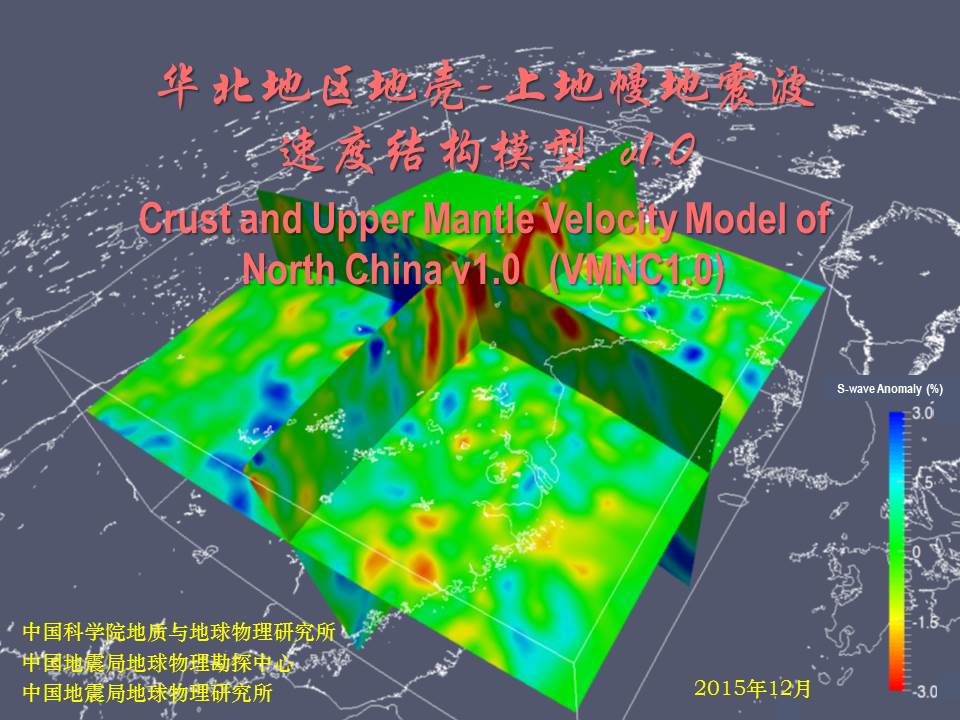 华北地区地壳-上地幔地震波
速度结构模型 v1.0
Crust and Upper Mantle Velocity Model of
North China v1.0 (VMNC1.0)
S-wave Anomaly (%)
3.0
1.5
0
-1.5
-3.0
中国科学院地质与地球物理研究所
中国地震局地球物理勘探中心
中国地震局地球物理研究所
2015年12月